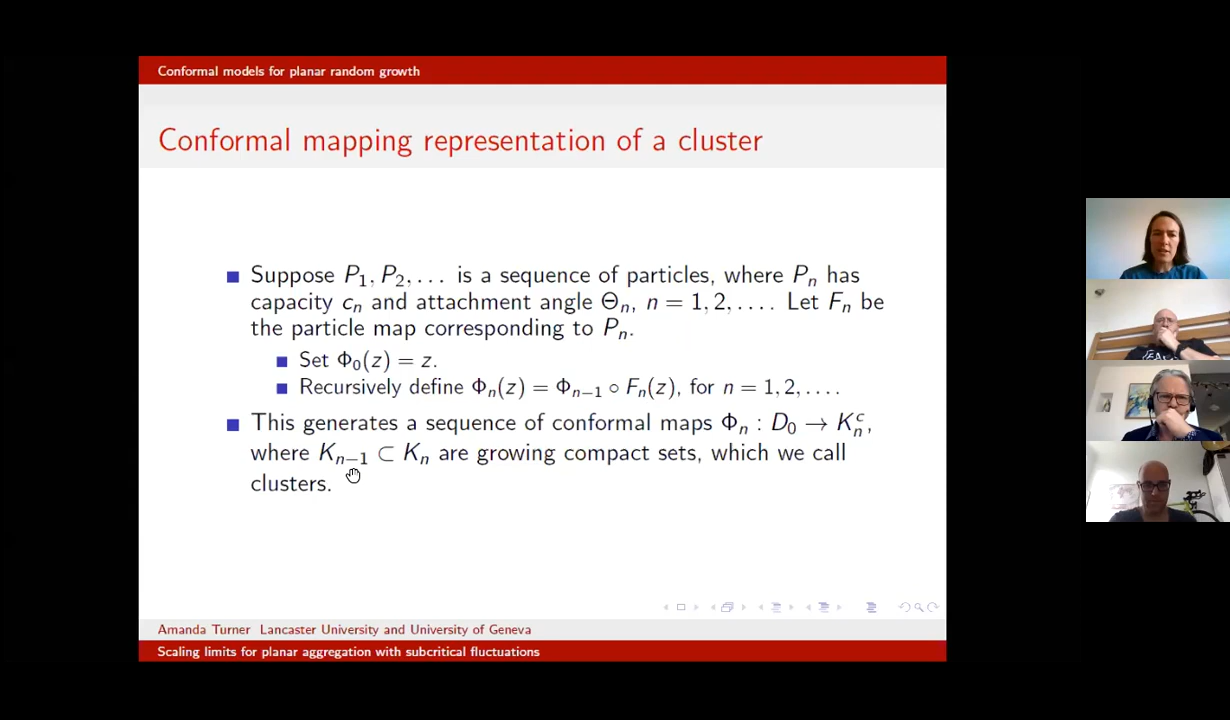 Conformal models for planar random growth
Conformal mapping representation of a cluster
Suppose P₁, P₂, . . . is a sequence of particles, where Pₙ has
capacity cₙ and attachment angle Θₙ, n = 1, 2, . . . . Let Fₙ be
the particle map corresponding to Pₙ.
Set Φ₀(z) = z.
Recursively define Φₙ(z) = Φₙ₋₁ ∘ Fₙ(z), for n = 1, 2, . . . .
This generates a sequence of conformal maps Φₙ : D₀ → Kₙᶜ,
where Kₙ₋₁ ⊂ Kₙ are growing compact sets, which we call
clusters.
Amanda Turner Lancaster University and University of Geneva
Scaling limits for planar aggregation with subcritical fluctuations